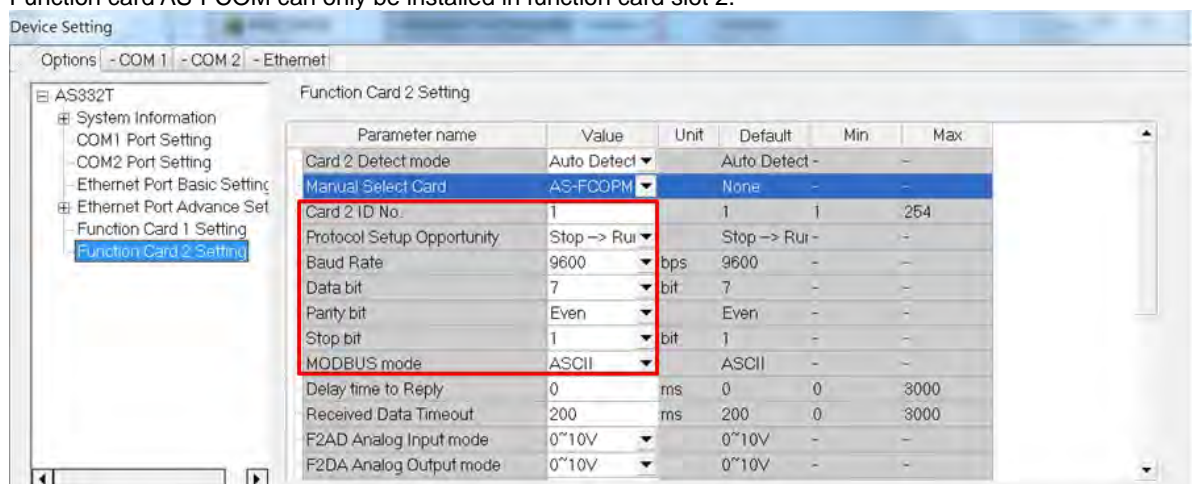 Function card AS-FCOM can only be installed in function card slot 2.
Device Setting
Options - COM 1 - COM 2 - Ethernet
AS332T
System Information
COM1 Port Setting
COM2 Port Setting
Ethernet Port Basic Setting
Ethernet Port Advance Set
Function Card 1 Setting
Function Card 2 Setting
Function Card 2 Setting
Parameter name Value Unit Default Min Max
Card 2 Detect mode Auto Detect Auto Detect - -
Manual Select Card AS-FCOPM None - -
Card 2 ID No. 1 1 1 254
Protocol Setup Opportunity Stop -> Rur Stop -> Rur - -
Baud Rate 9600 bps 9600 - -
Data bit 7 bit 7 - -
Parity bit Even Even - -
Stop bit 1 bit 1 - -
MODBUS mode ASCII ASCII - -
Delay time to Reply 0 ms 0 0 3000
Received Data Timeout 200 ms 200 0 3000
F2AD Analog Input mode 0~10V 0~10V - -
F2DA Analog Output mode 0~10V 0~10V - -